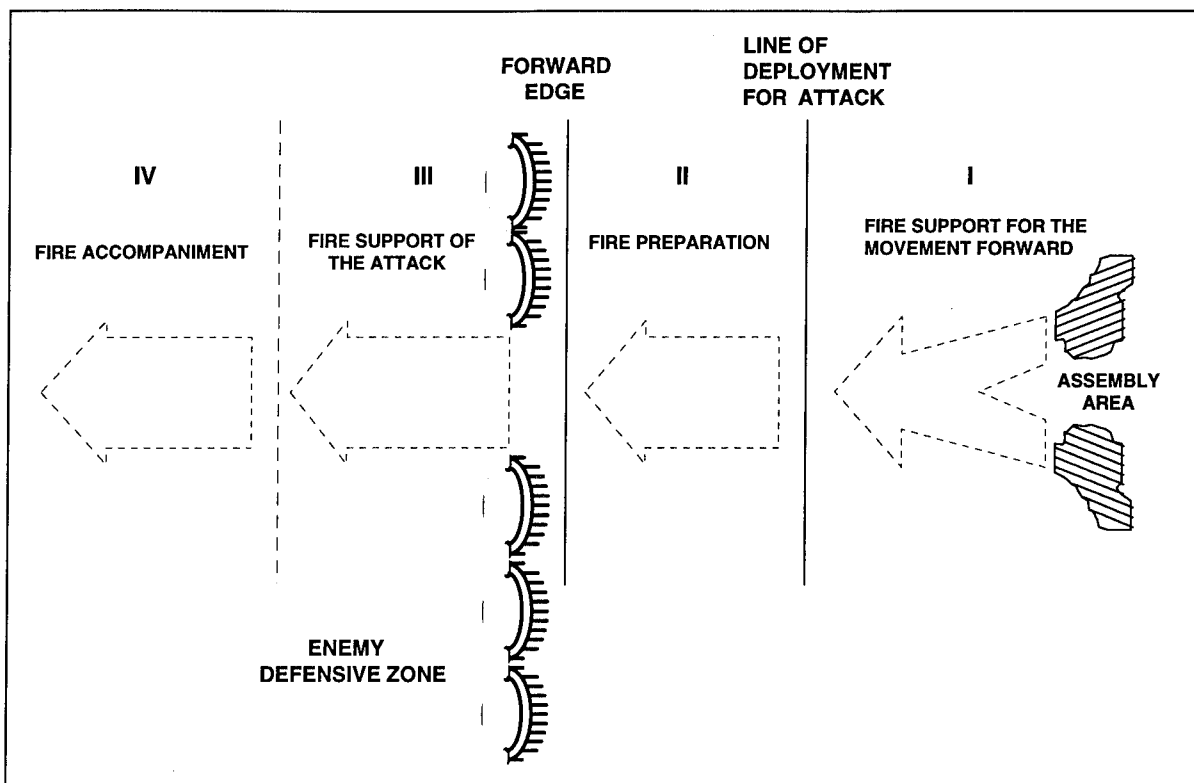 FORWARD
EDGE
LINE OF
DEPLOYMENT
FOR ATTACK
IV
III
II
I
FIRE ACCOMPANIMENT
FIRE SUPPORT OF
THE ATTACK
FIRE PREPARATION
FIRE SUPPORT FOR THE
MOVEMENT FORWARD
ASSEMBLY
AREA
ENEMY
DEFENSIVE ZONE